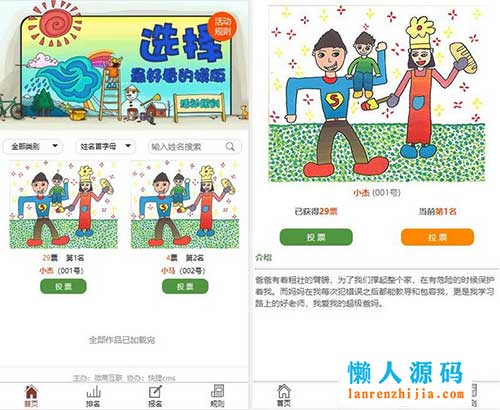 选择
最好看的模版
活动规则
活动
规则
全部类别
姓名首字母
输入姓名搜索
29票 第1名
小杰 (001号)
投票
4票 第2名
小马 (002号)
投票
全部作品已加载完
主办：微高互联 协办：快捷cms
首页
排名
报名
规则
S
小杰 (001号)
已获得29票
当前第1名
投票
投票
介绍
爸爸有着粗壮的臂膀，为了我们撑起整个家，在有危险的时候保护
着我。而妈妈在我每次犯错误之后都能教导和包容我，更是我学习
路上的好老师，我爱我的超级爸妈。
首页
懒人源码
lanrenzhijia.com